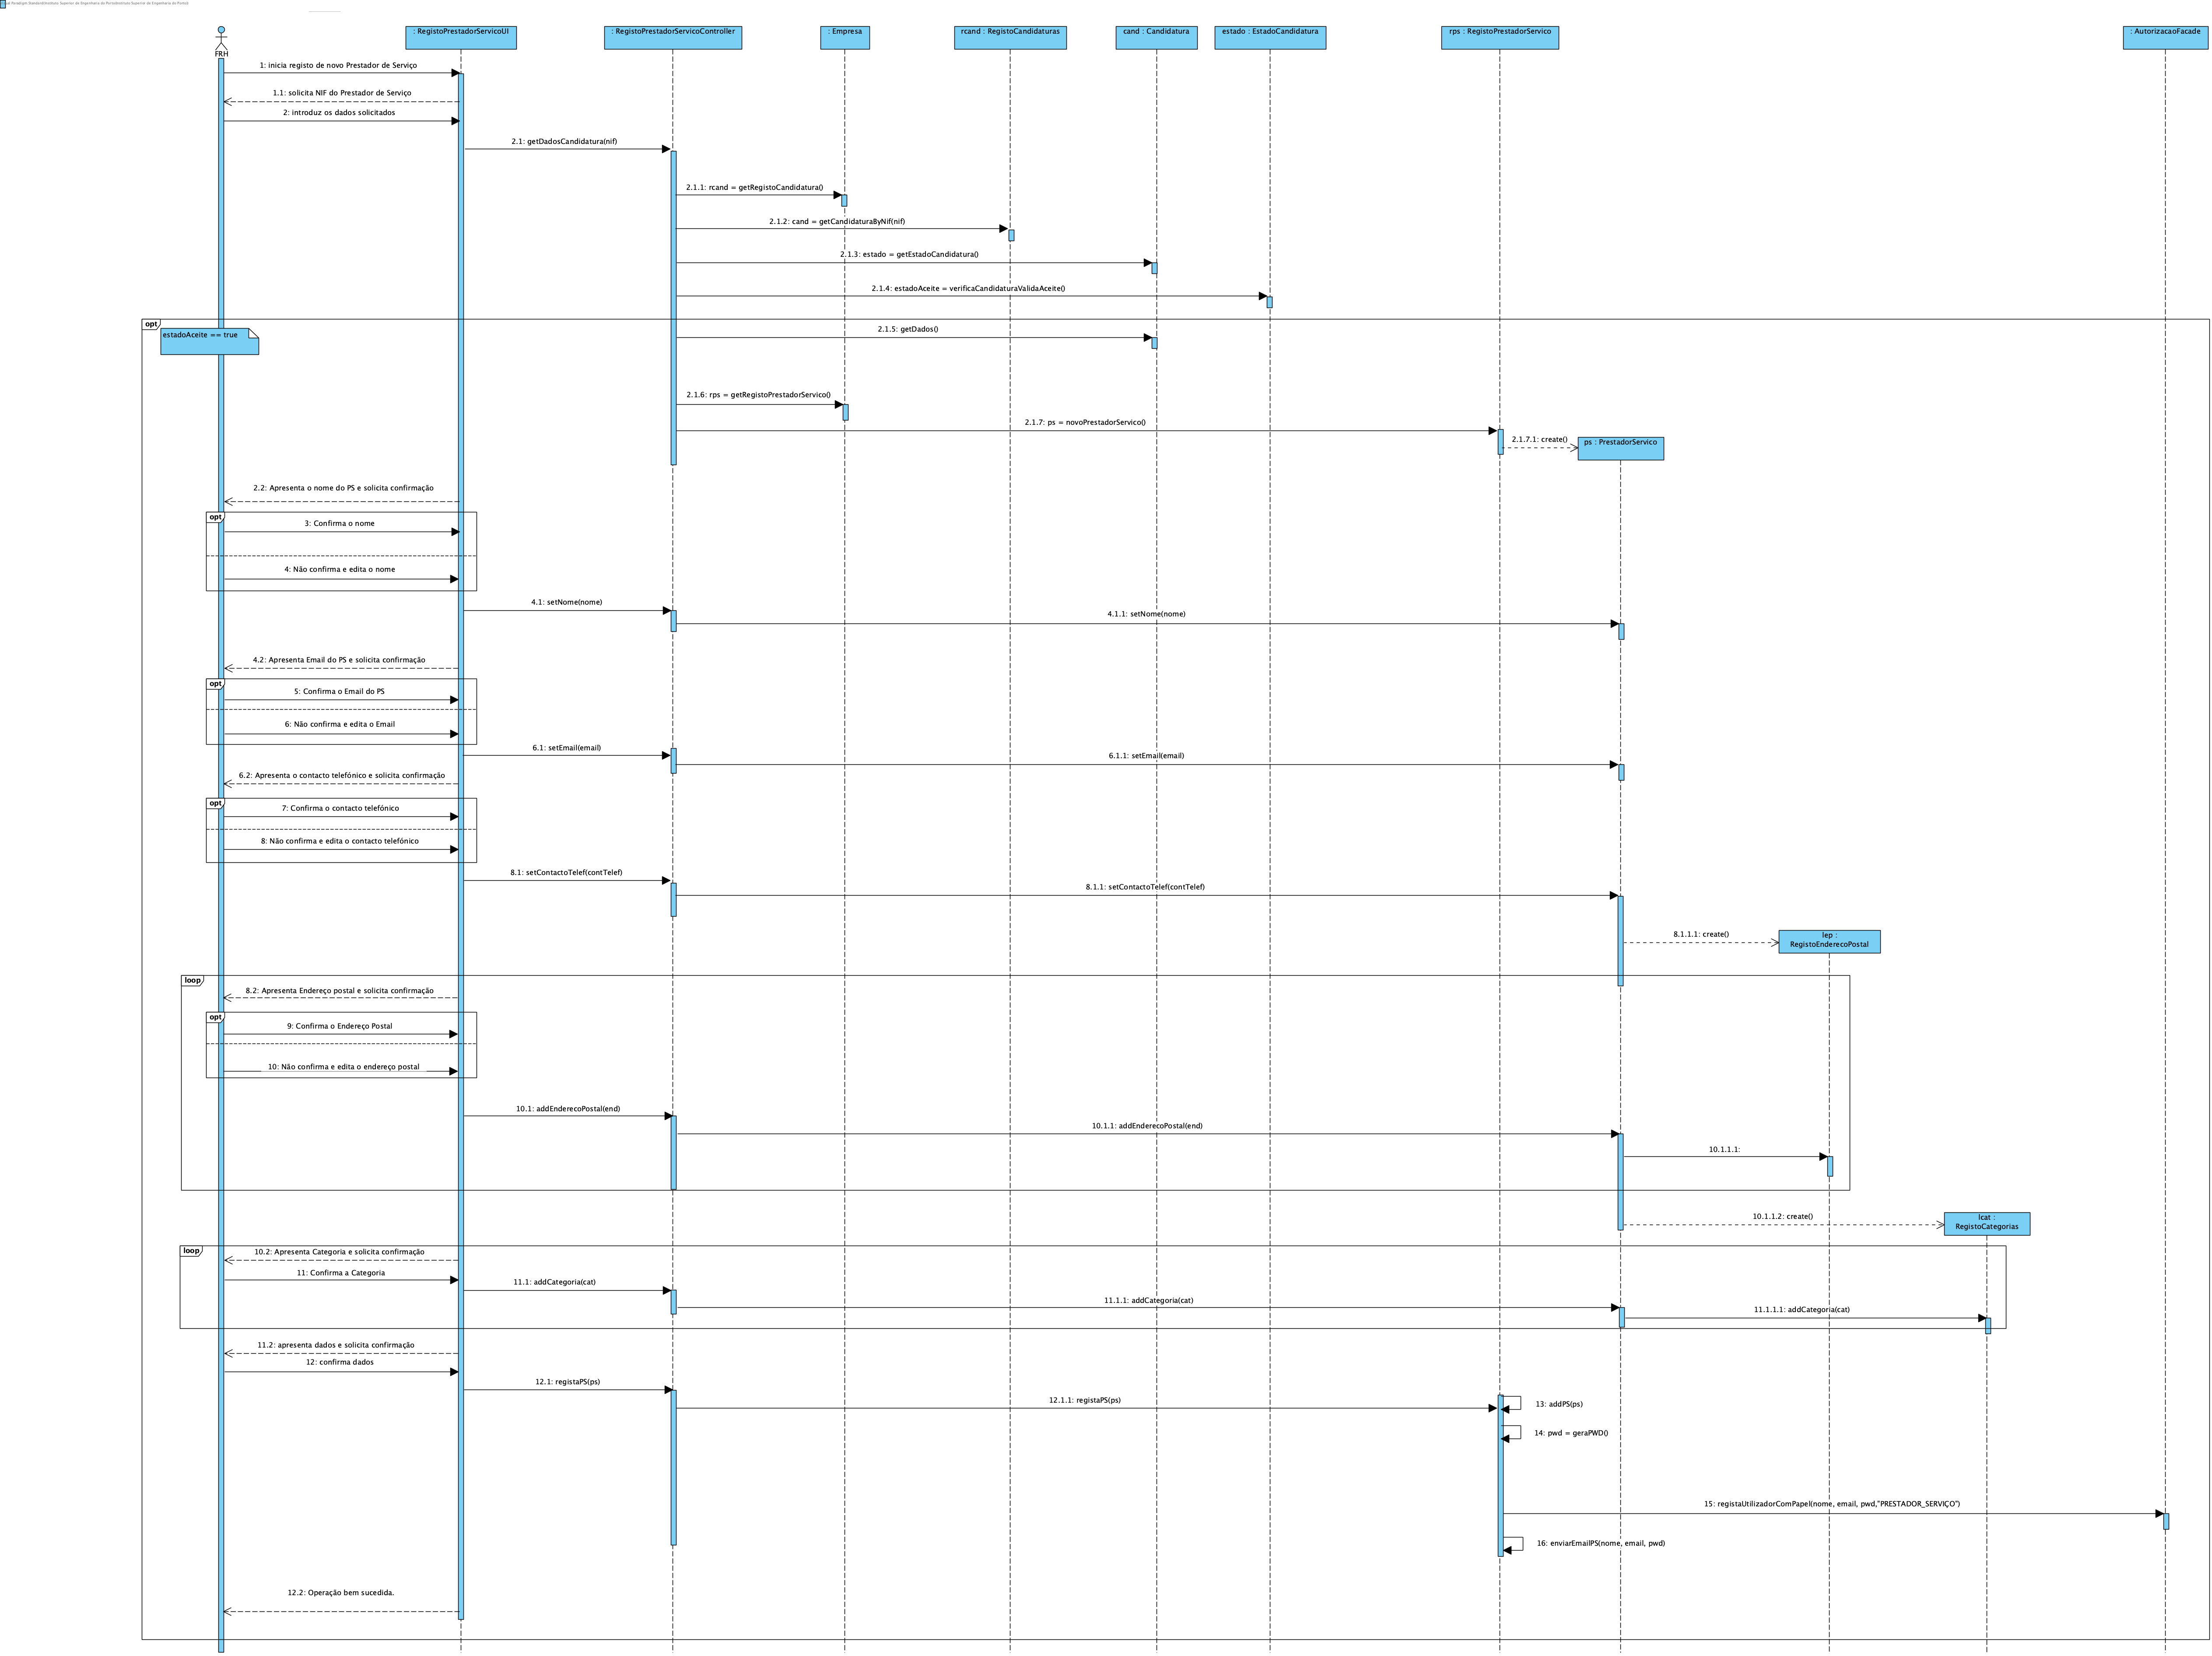 Visual Paradigm Standard(Instituto Superior de Engenharia do Porto)
FRH
: RegistoPrestadorServicoUI
: RegistoPrestadorServicoController
: Empresa
rcand : RegistoCandidaturas
cand : Candidatura
estado : EstadoCandidatura
rps : RegistoPrestadorServico
: AutorizacaoFacade
1: inicia registo de novo Prestador de Serviço
1.1: solicita NIF do Prestador de Serviço
2: introduz os dados solicitados
2.1: getDadosCandidatura(nif)
2.1.1: rcand = getRegistoCandidatura()
2.1.2: cand = getCandidaturaByNif(nif)
2.1.3: estado = getEstadoCandidatura()
2.1.4: estadoAceite = verificaCandidaturaValidaAceite()
opt
estadoAceite == true
2.1.5: getDados()
2.1.6: rps = getRegistoPrestadorServico()
2.1.7: ps = novoPrestadorServico()
2.1.7.1: create()
ps : PrestadorServico
2.2: Apresenta o nome do PS e solicita confirmação
opt
3: Confirma o nome
4: Não confirma e edita o nome
4.1: setNome(nome)
4.1.1: setNome(nome)
4.2: Apresenta Email do PS e solicita confirmação
opt
5: Confirma o Email do PS
6: Não confirma e edita o Email
6.1: setEmail(email)
6.1.1: setEmail(email)
6.2: Apresenta o contacto telefónico e solicita confirmação
opt
7: Confirma o contacto telefónico
8: Não confirma e edita o contacto telefónico
8.1: setContactoTelef(contTelef)
8.1.1: setContactoTelef(contTelef)
8.1.1.1: create()
lep :
RegistoEnderecoPostal
loop
8.2: Apresenta Endereço postal e solicita confirmação
opt
9: Confirma o Endereço Postal
10: Não confirma e edita o endereço postal
10.1: addEnderecoPostal(end)
10.1.1: addEnderecoPostal(end)
10.1.1.1:
10.1.1.2: create()
lcat :
RegistoCategorias
loop
10.2: Apresenta Categoria e solicita confirmação
11: Confirma a Categoria
11.1: addCategoria(cat)
11.1.1: addCategoria(cat)
11.1.1.1: addCategoria(cat)
11.2: apresenta dados e solicita confirmação
12: confirma dados
12.1: registaPS(ps)
12.1.1: registaPS(ps)
13: addPS(ps)
14: pwd = geraPWD()
15: registaUtilizadorComPapel(nome, email, pwd,"PRESTADOR_SERVIÇO")
16: enviarEmailPS(nome, email, pwd)
12.2: Operação bem sucedida.